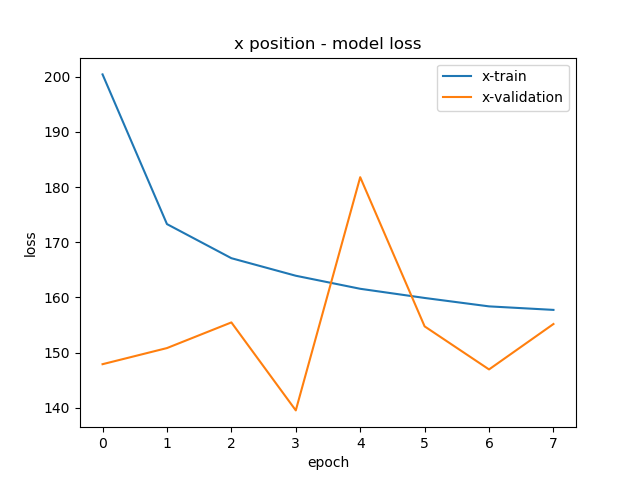 x position - model loss
x-train
x-validation
loss
200
190
180
170
160
150
140
0 1 2 3 4 5 6 7
epoch